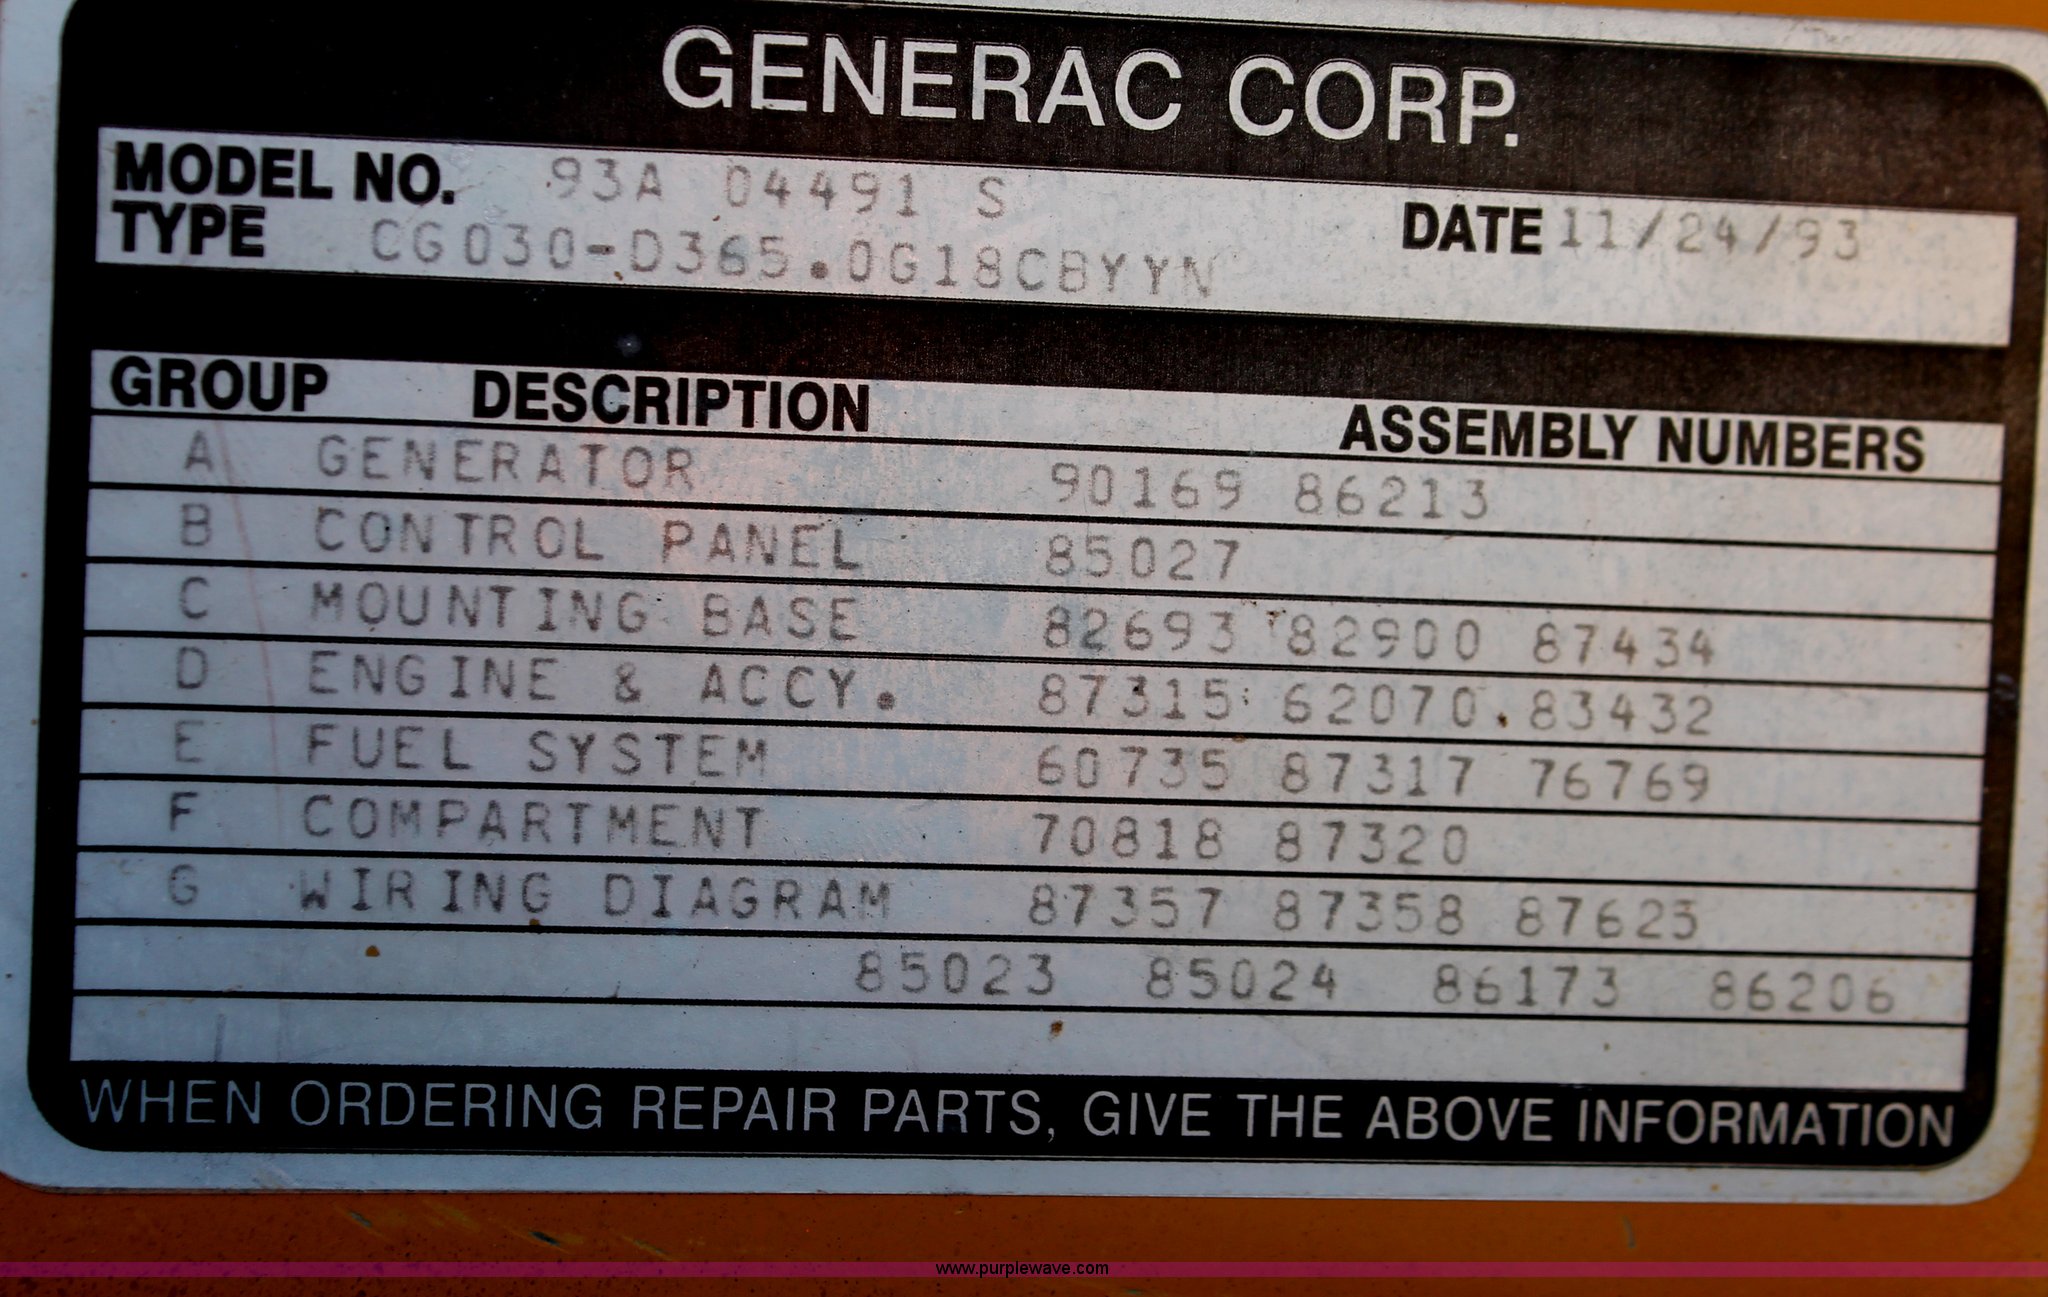 GENERAC CORP.
MODEL NO. 93A 04491 S
DATE 11/24/93
TYPE CG030-D365.0G18CBYYN
GROUP DESCRIPTION ASSEMBLY NUMBERS
A GENERATOR 90169 86213
B CONTROL PANEL 85027
C MOUNTING BASE 82693 82900 87434
D ENGINE & ACCY. 87315 62070 83432
E FUEL SYSTEM 60735 87317 76769
F COMPARTMENT 70818 87320
G WIRING DIAGRAM 87357 87358 87623
85023 85024 86173 86206
WHEN ORDERING REPAIR PARTS, GIVE THE ABOVE INFORMATION
www.purplewave.com